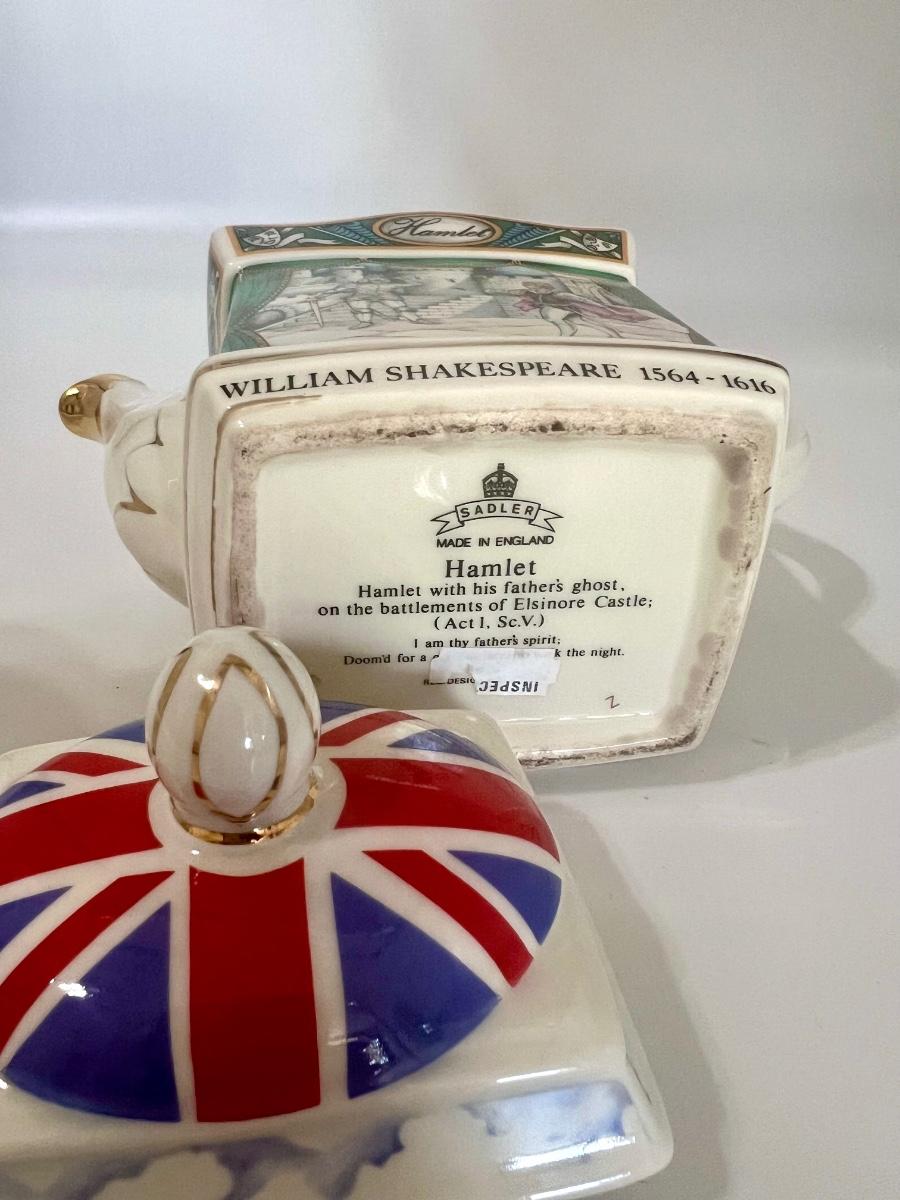 Hamlet
WILLIAM SHAKESPEARE 1564-1616
SADLER
MADE IN ENGLAND
Hamlet
Hamlet with his father's ghost,
on the battlements of Elsinore Castle;
(Act 1, Sc.V.)
I am thy father's spirit;
Doom'd for a the night.
INSPEC
Z